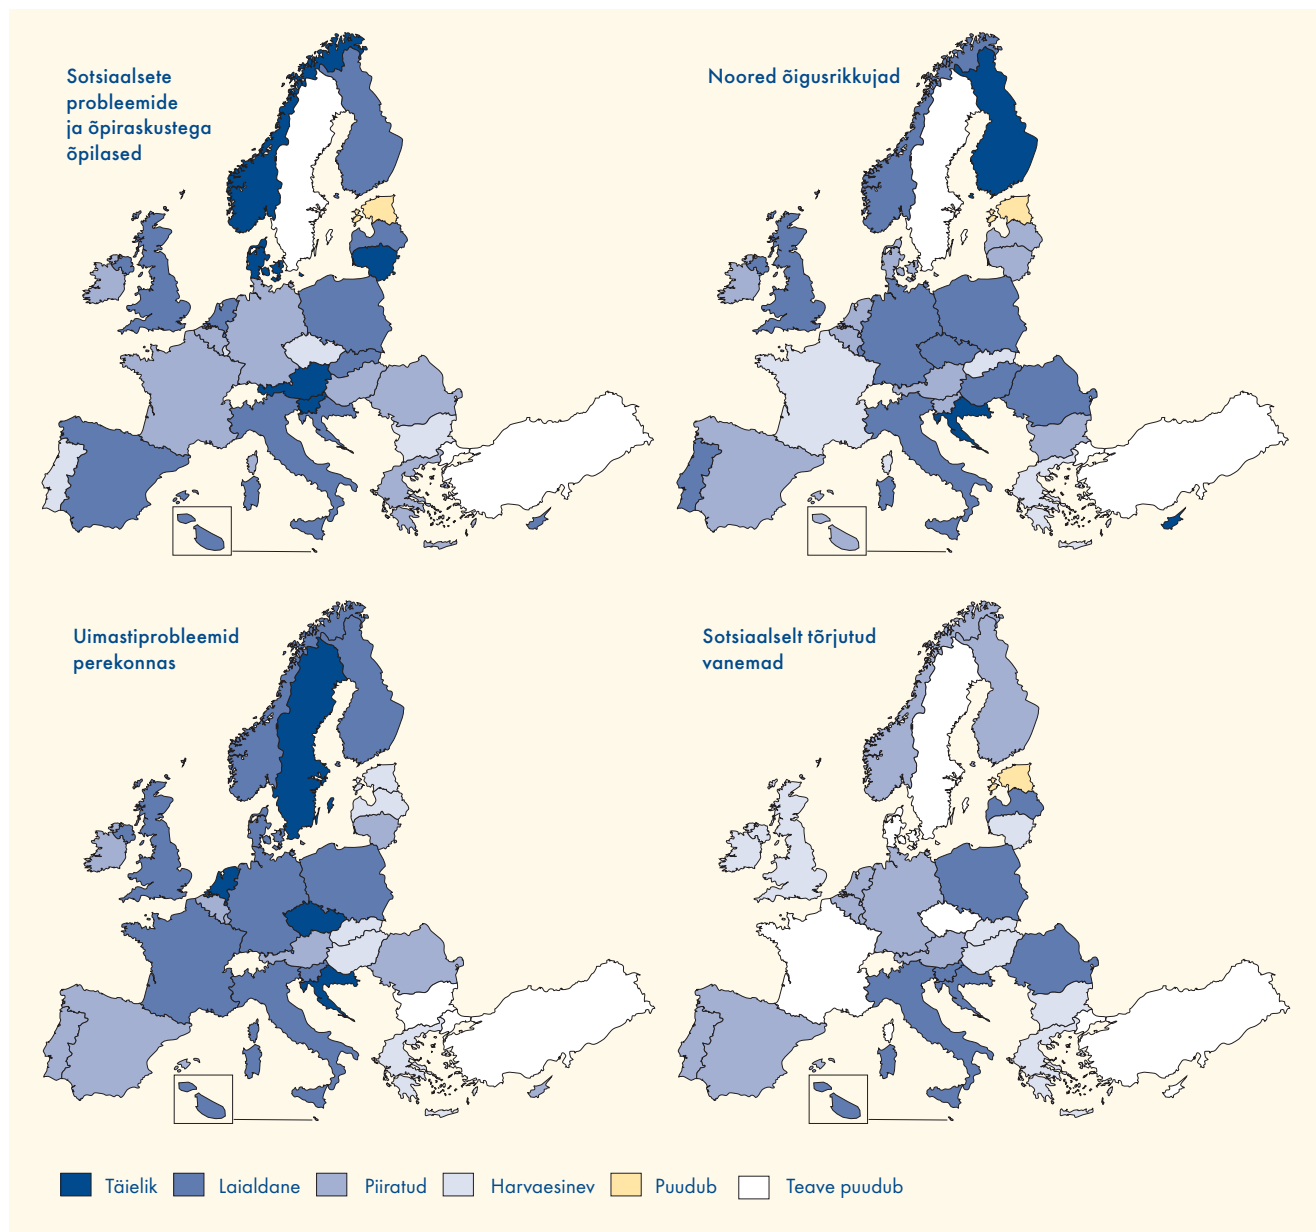 Sotsiaalsete
probleemide
ja õpiraskustega
õpilased
Noored õigusrikkujad
Uimastiprobleemid
perekonnas
Sotsiaalselt tõrjutud
vanemad
Täielik
Laialdane
Piiratud
Harvaesinev
Puudub
Teave puudub